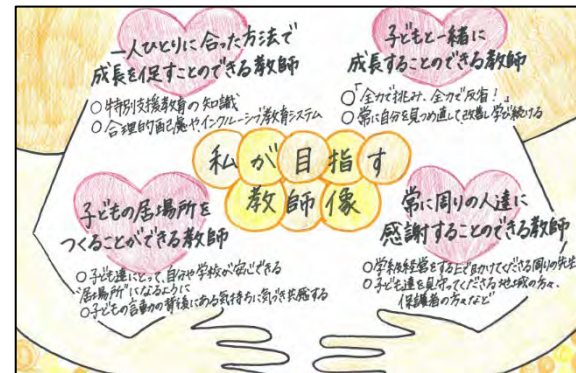 一人ひとりに合った方法で
成長を促すことのできる教師
○特別支援教育の知識
○合理的配慮やインクルーシブ教育システム
子どもと一緒に
成長することのできる教師
○「全力で挑み、全力で反省！」
○常に自分を見つめ直して改善し学び続ける
私が目指す
教師像
子どもの居場所を
つくることができる教師
○子ども達にとって、自分や学校が安心できる
"居場所"になるように
○子どもの言動の背後にある気持ちに気づき共感する
常に周りの人達に
感謝することのできる教師
○学級経営をする上で助けてくださる周りの先生
○子ども達を見守ってくださる地域の方々、
保護者の方々など